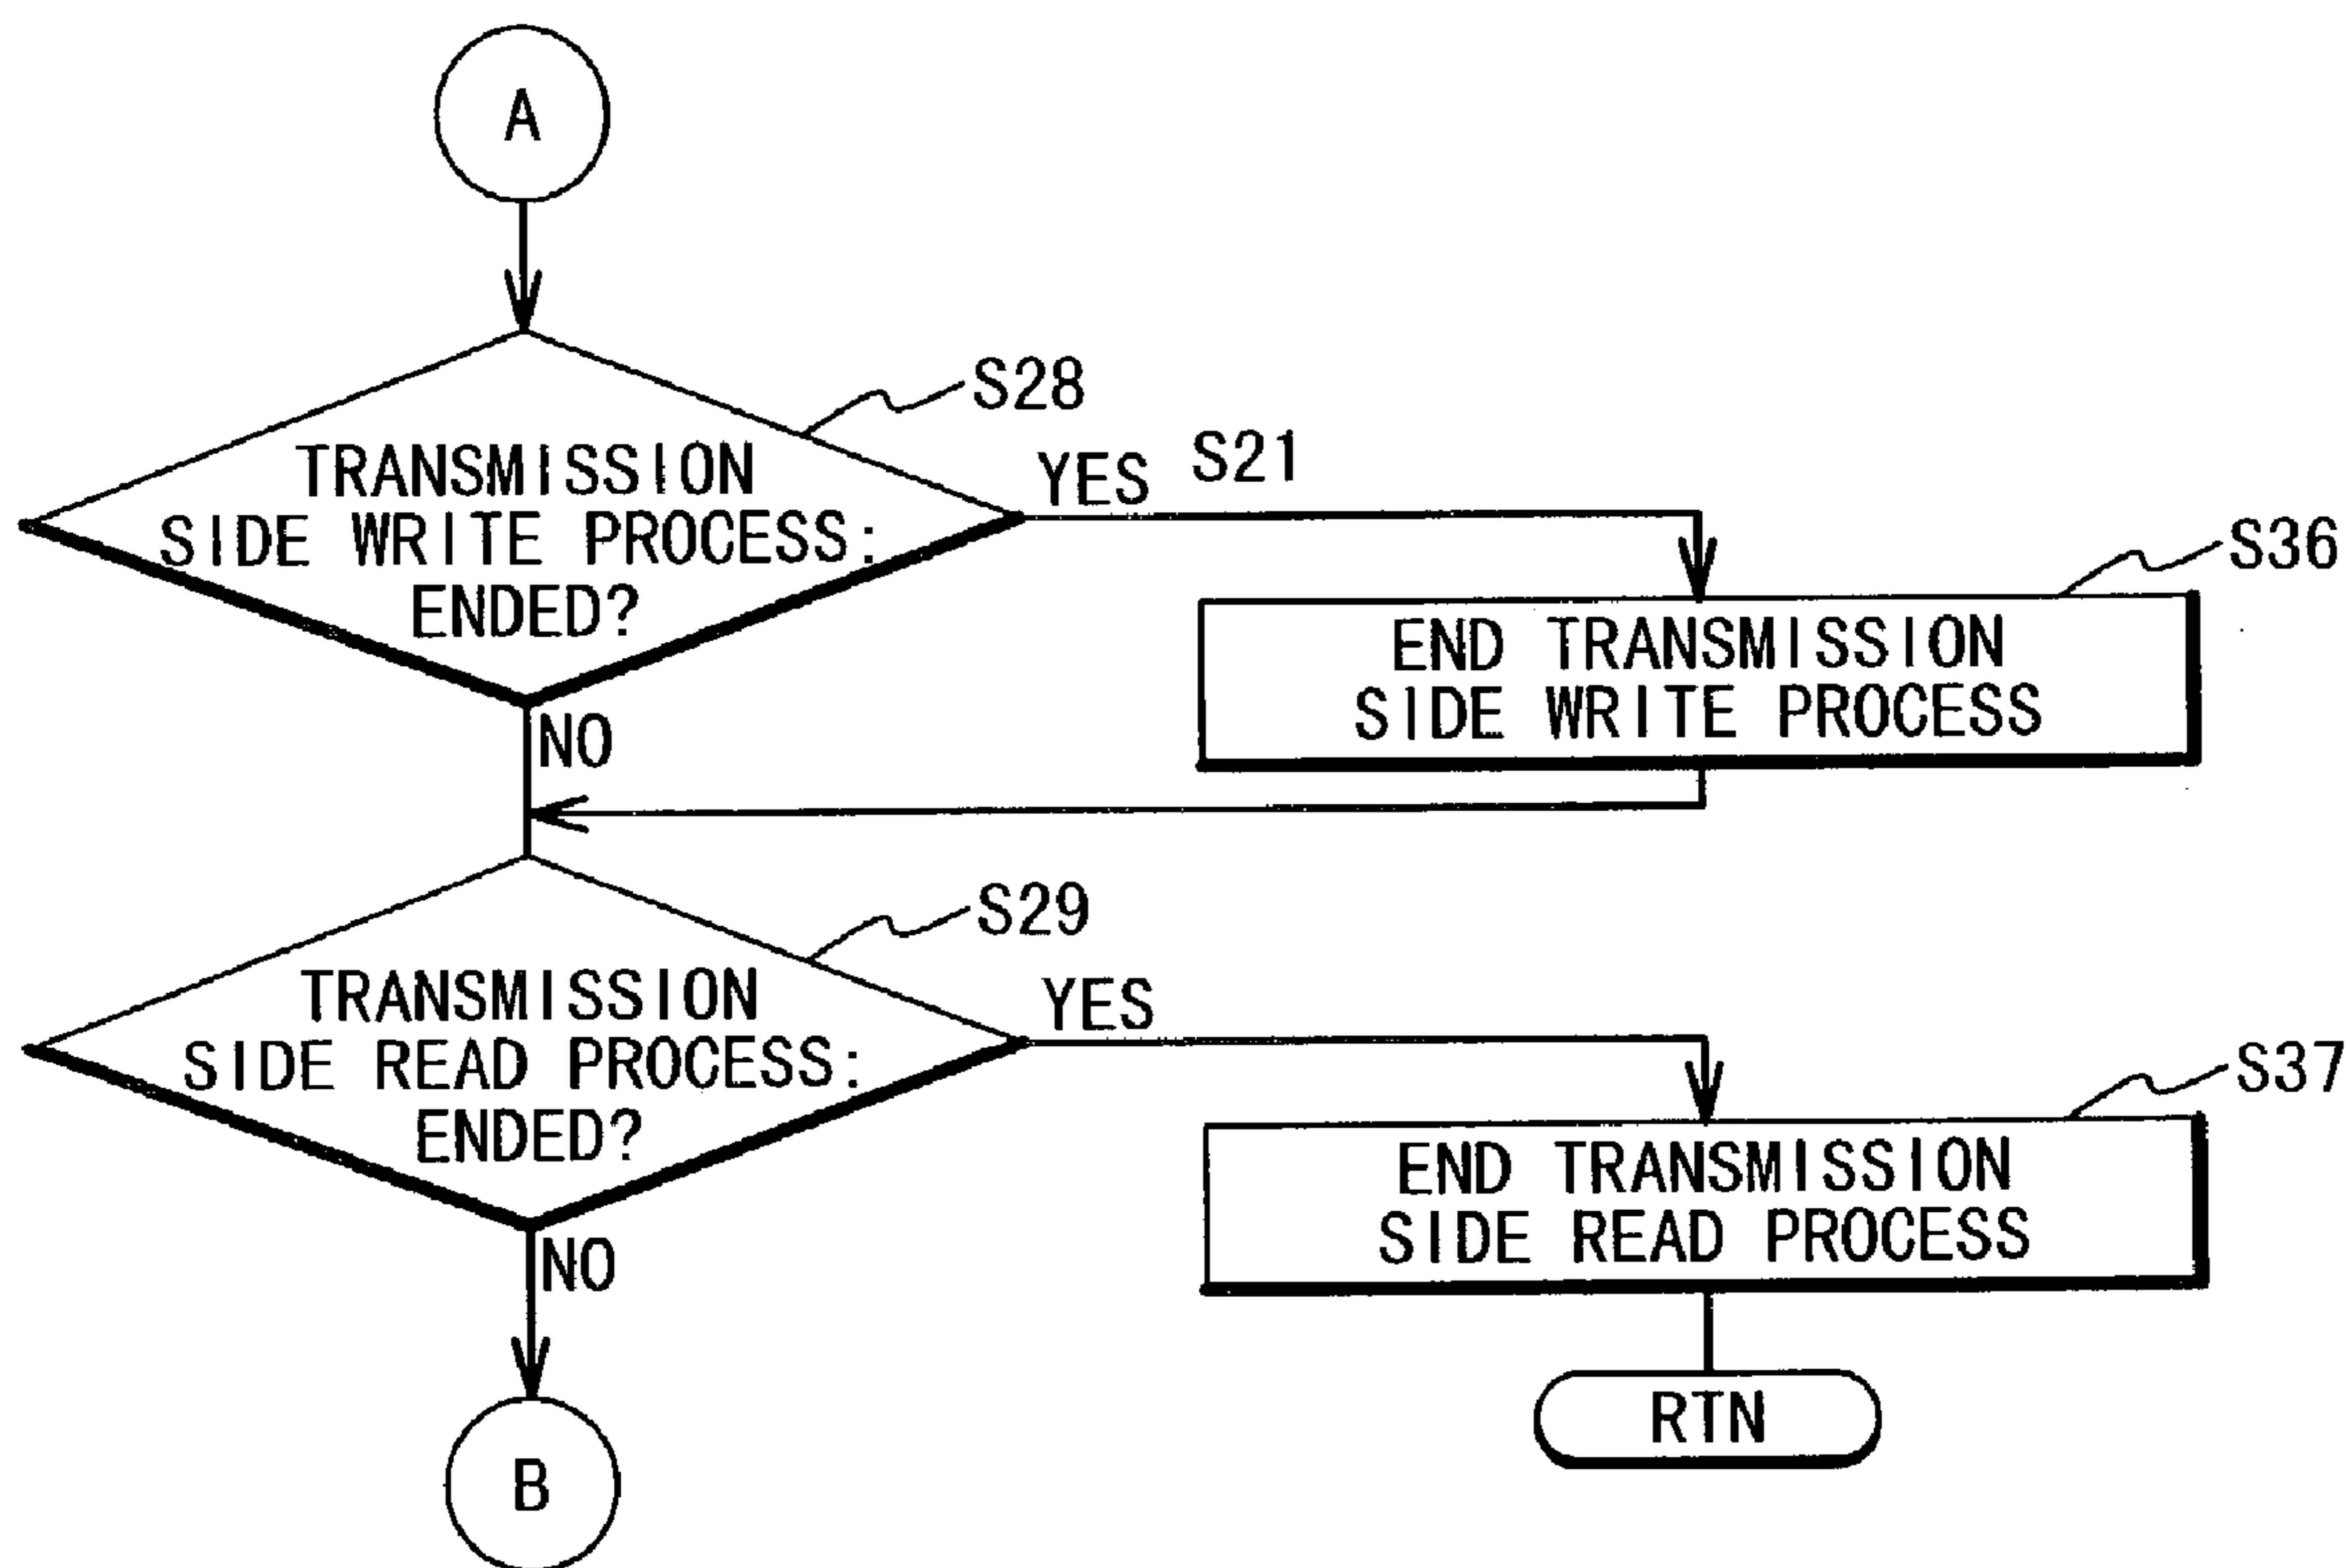 A
S28
TRANSMISSION
SIDE WRITE PROCESS:
ENDED?
YES
S21
S36
END TRANSMISSION
SIDE WRITE PROCESS
NO
S29
TRANSMISSION
SIDE READ PROCESS:
ENDED?
YES
S37
END TRANSMISSION
SIDE READ PROCESS
NO
RTN
B